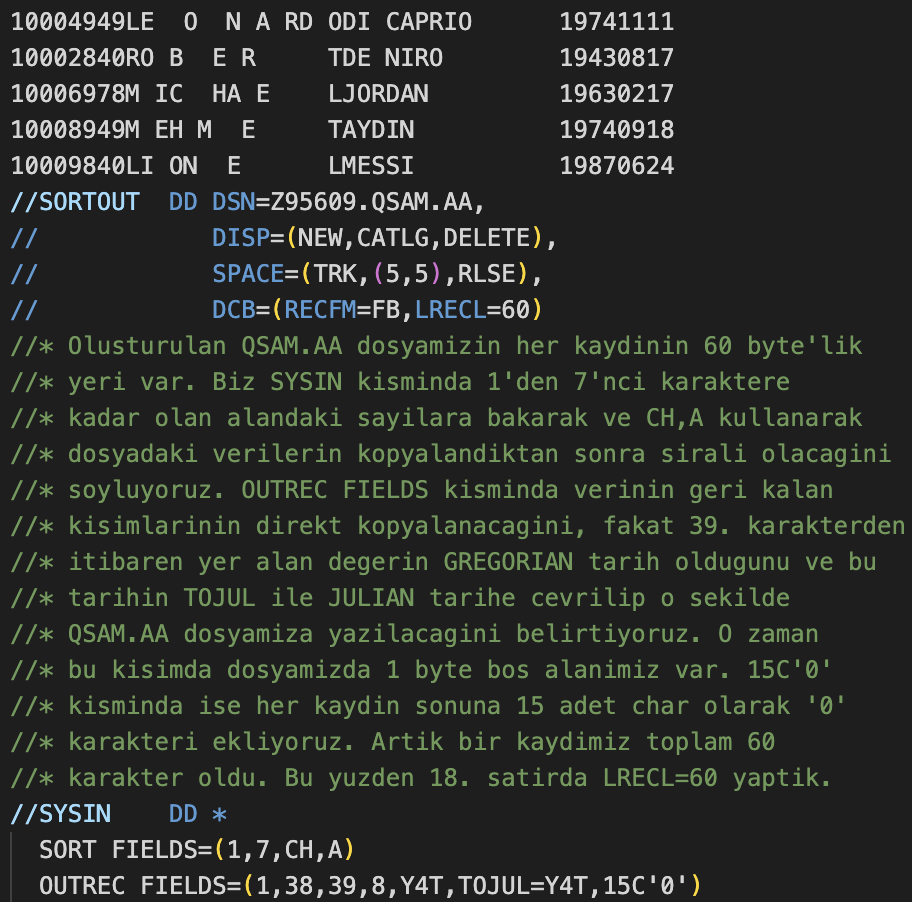 10004949LE  O  N A RD ODI CAPRIO      19741111
10002840RO B  E R     TDE NIRO        19430817
10006978M IC  HA E    LJORDAN         19630217
10008949M EH M  E     TAYDIN          19740918
10009840LI ON  E      LMESSI          19870624
//SORTOUT  DD DSN=Z95609.QSAM.AA,
//            DISP=(NEW,CATLG,DELETE),
//            SPACE=(TRK,(5,5),RLSE),
//            DCB=(RECFM=FB,LRECL=60)
//* Olusturulan QSAM.AA dosyamizin her kaydinin 60 byte'lik
//* yeri var. Biz SYSIN kisminda 1'den 7'nci karaktere
//* kadar olan alandaki sayilara bakarak ve CH,A kullanarak
//* dosyadaki verilerin kopyalandiktan sonra sirali olacagini
//* soyluyoruz. OUTREC FIELDS kisminda verinin geri kalan
//* kisimlarinin direkt kopyalanacagini, fakat 39. karakterden
//* itibaren yer alan degerin GREGORIAN tarih oldugunu ve bu
//* tarihin TOJUL ile JULIAN tarihe cevrilip o sekilde
//* QSAM.AA dosyamiza yazilacagini belirtiyoruz. O zaman
//* bu kisimda dosyamizda 1 byte bos alanimiz var. 15C'0'
//* kisminda ise her kaydin sonuna 15 adet char olarak '0'
//* karakteri ekliyoruz. Artik bir kaydimiz toplam 60
//* karakter oldu. Bu yuzden 18. satirda LRECL=60 yaptik.
//SYSIN    DD *
  SORT FIELDS=(1,7,CH,A)
  OUTREC FIELDS=(1,38,39,8,Y4T,TOJUL=Y4T,15C'0')